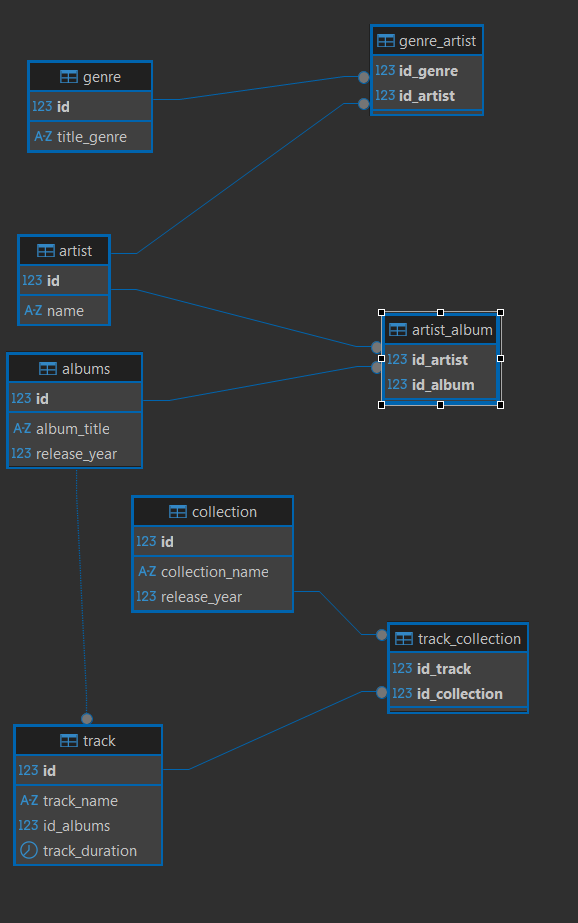 genre
123 id
A-Z title_genre
genre_artist
123 id_genre
123 id_artist
artist
123 id
A-Z name
artist_album
123 id_artist
123 id_album
albums
123 id
A-Z album_title
123 release_year
collection
123 id
A-Z collection_name
123 release_year
track_collection
123 id_track
123 id_collection
track
123 id
A-Z track_name
123 id_albums
track_duration